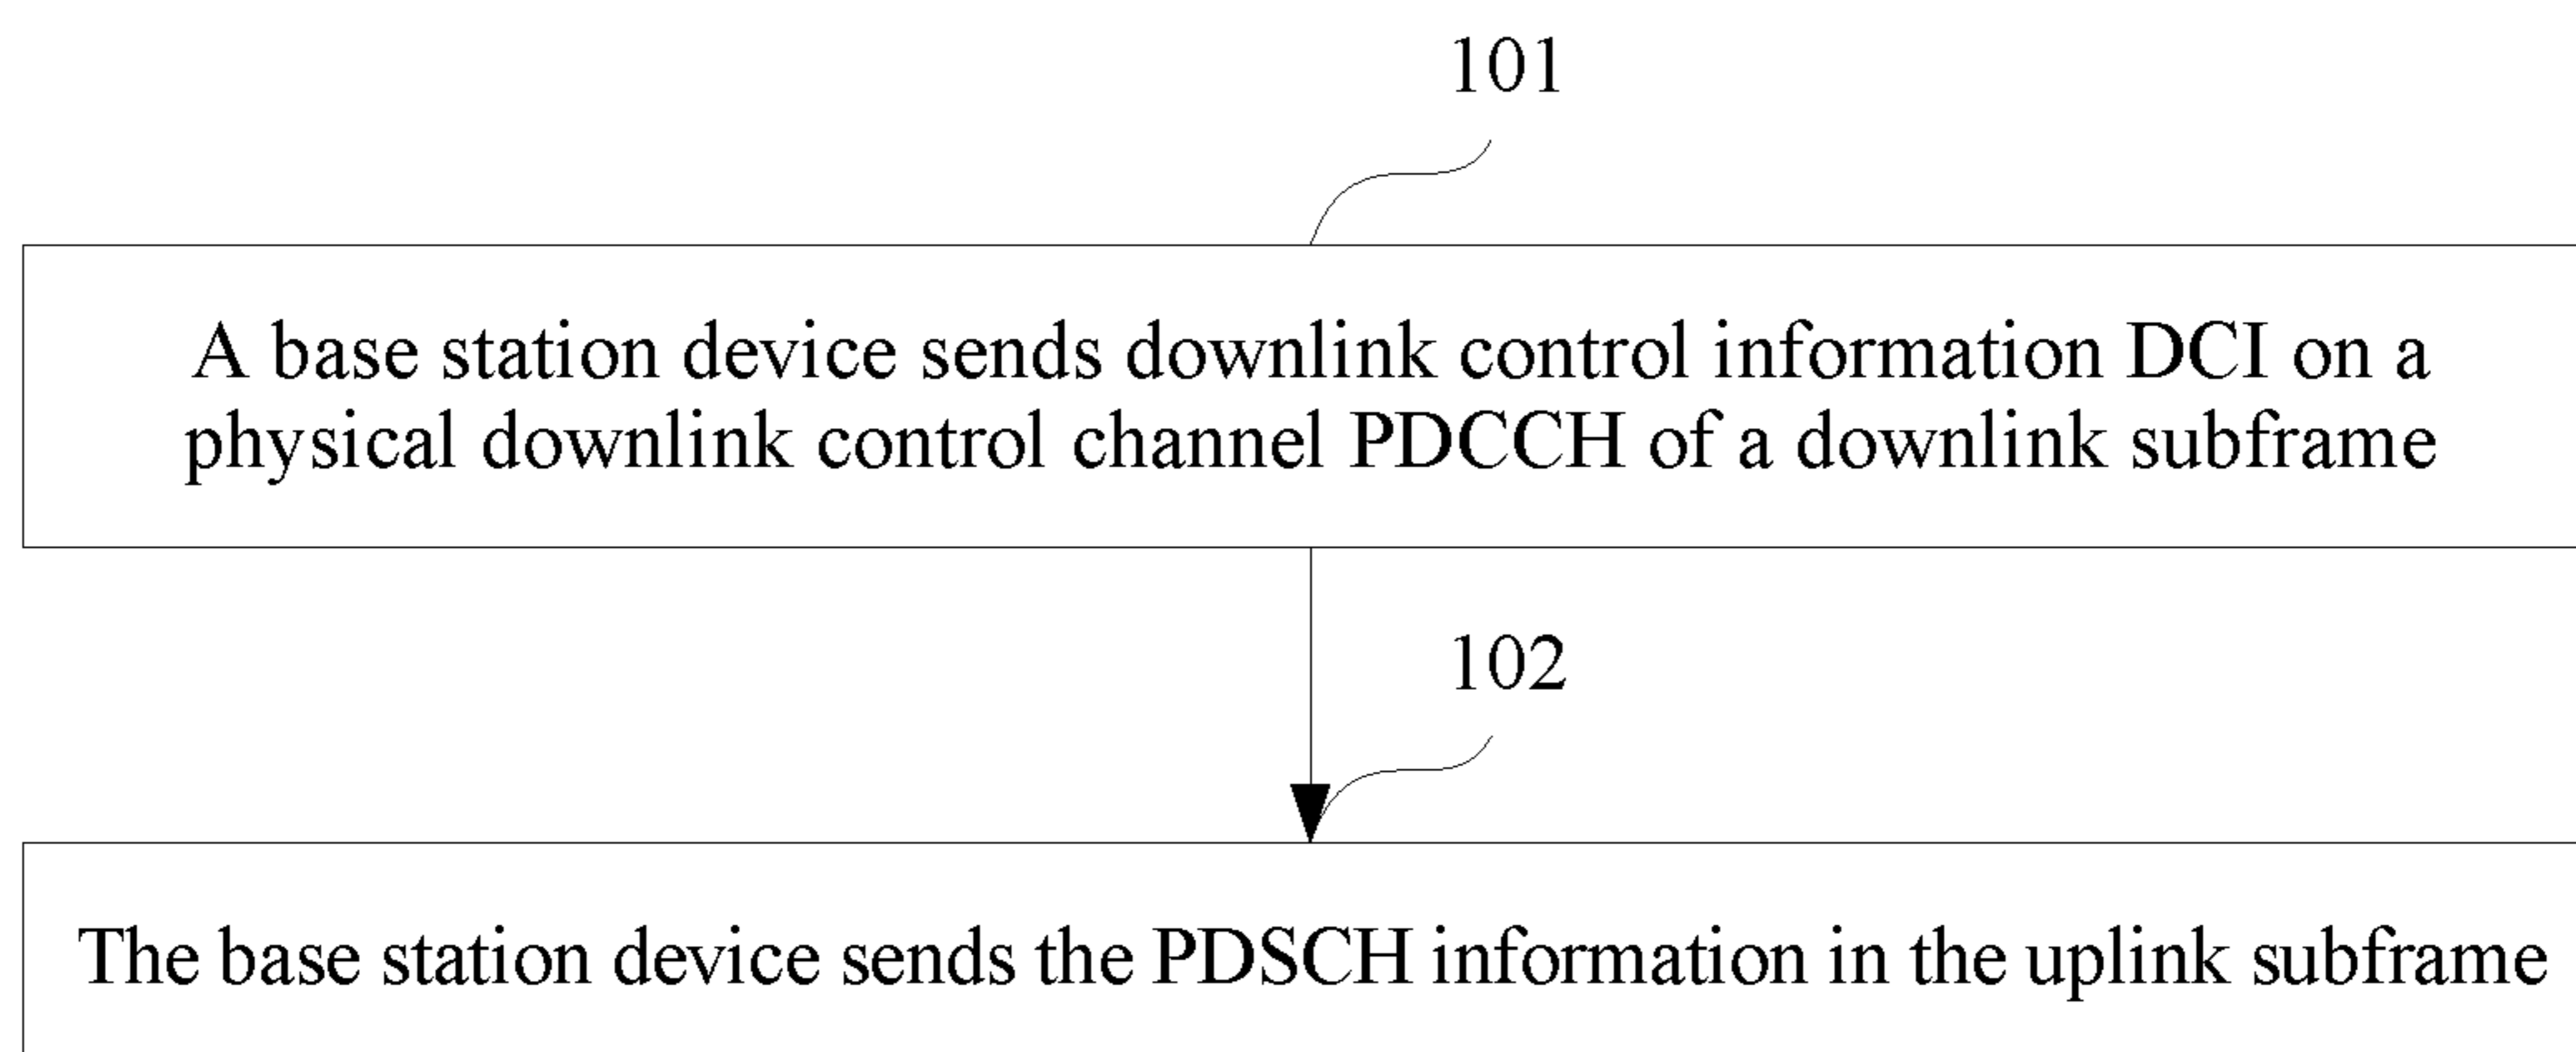 101
A base station device sends downlink control information DCI on a
physical downlink control channel PDCCH of a downlink subframe
102
The base station device sends the PDSCH information in the uplink subframe